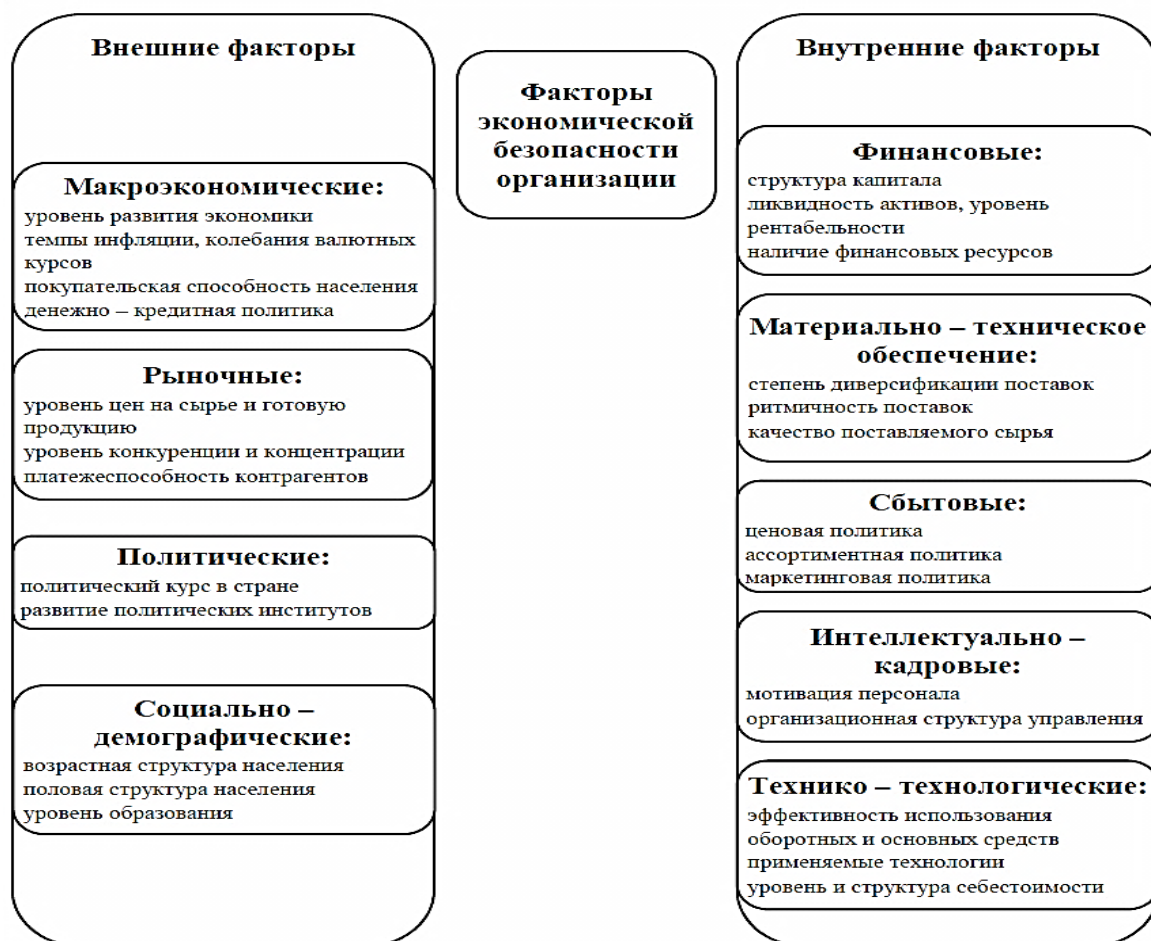 Внешние факторы
Макроэкономические:
уровень развития экономики
темпы инфляции, колебания валютных
курсов
покупательская способность населения
денежно – кредитная политика
Рыночные:
уровень цен на сырье и готовую
продукцию
уровень конкуренции и концентрации
платежеспособность контрагентов
Политические:
политический курс в стране
развитие политических институтов
Социально –
демографические:
возрастная структура населения
половая структура населения
уровень образования
Факторы
экономической
безопасности
организации
Внутренние факторы
Финансовые:
структура капитала
ликвидность активов, уровень
рентабельности
наличие финансовых ресурсов
Материально – техническое
обеспечение:
степень диверсификации поставок
ритмичность поставок
качество поставляемого сырья
Сбытовые:
ценовая политика
ассортиментная политика
маркетинговая политика
Интеллектуально –
кадровые:
мотивация персонала
организационная структура управления
Технико – технологические:
эффективность использования
оборотных и основных средств
применяемые технологии
уровень и структура себестоимости